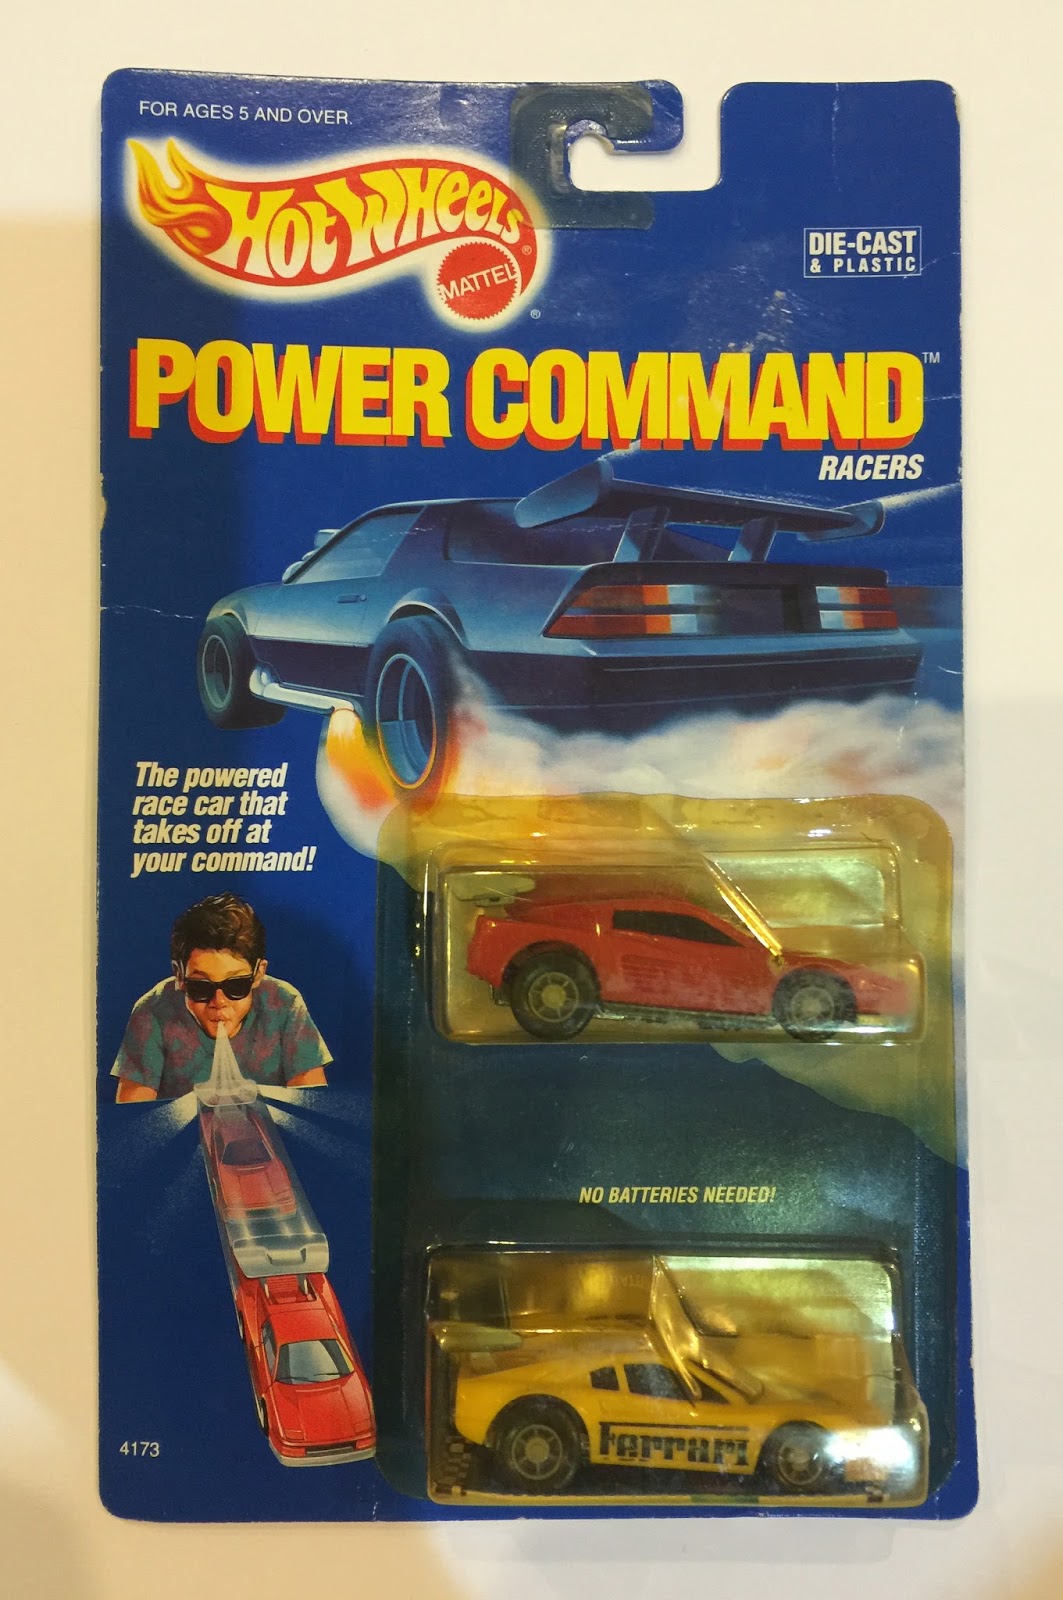 FOR AGES 5 AND OVER.
HOT WHEELS®
MATTEL
®
DIE-CAST
& PLASTIC
POWER COMMAND™
RACERS
The powered
race car that
takes off at
your command!
NO BATTERIES NEEDED!
Ferrari
4173